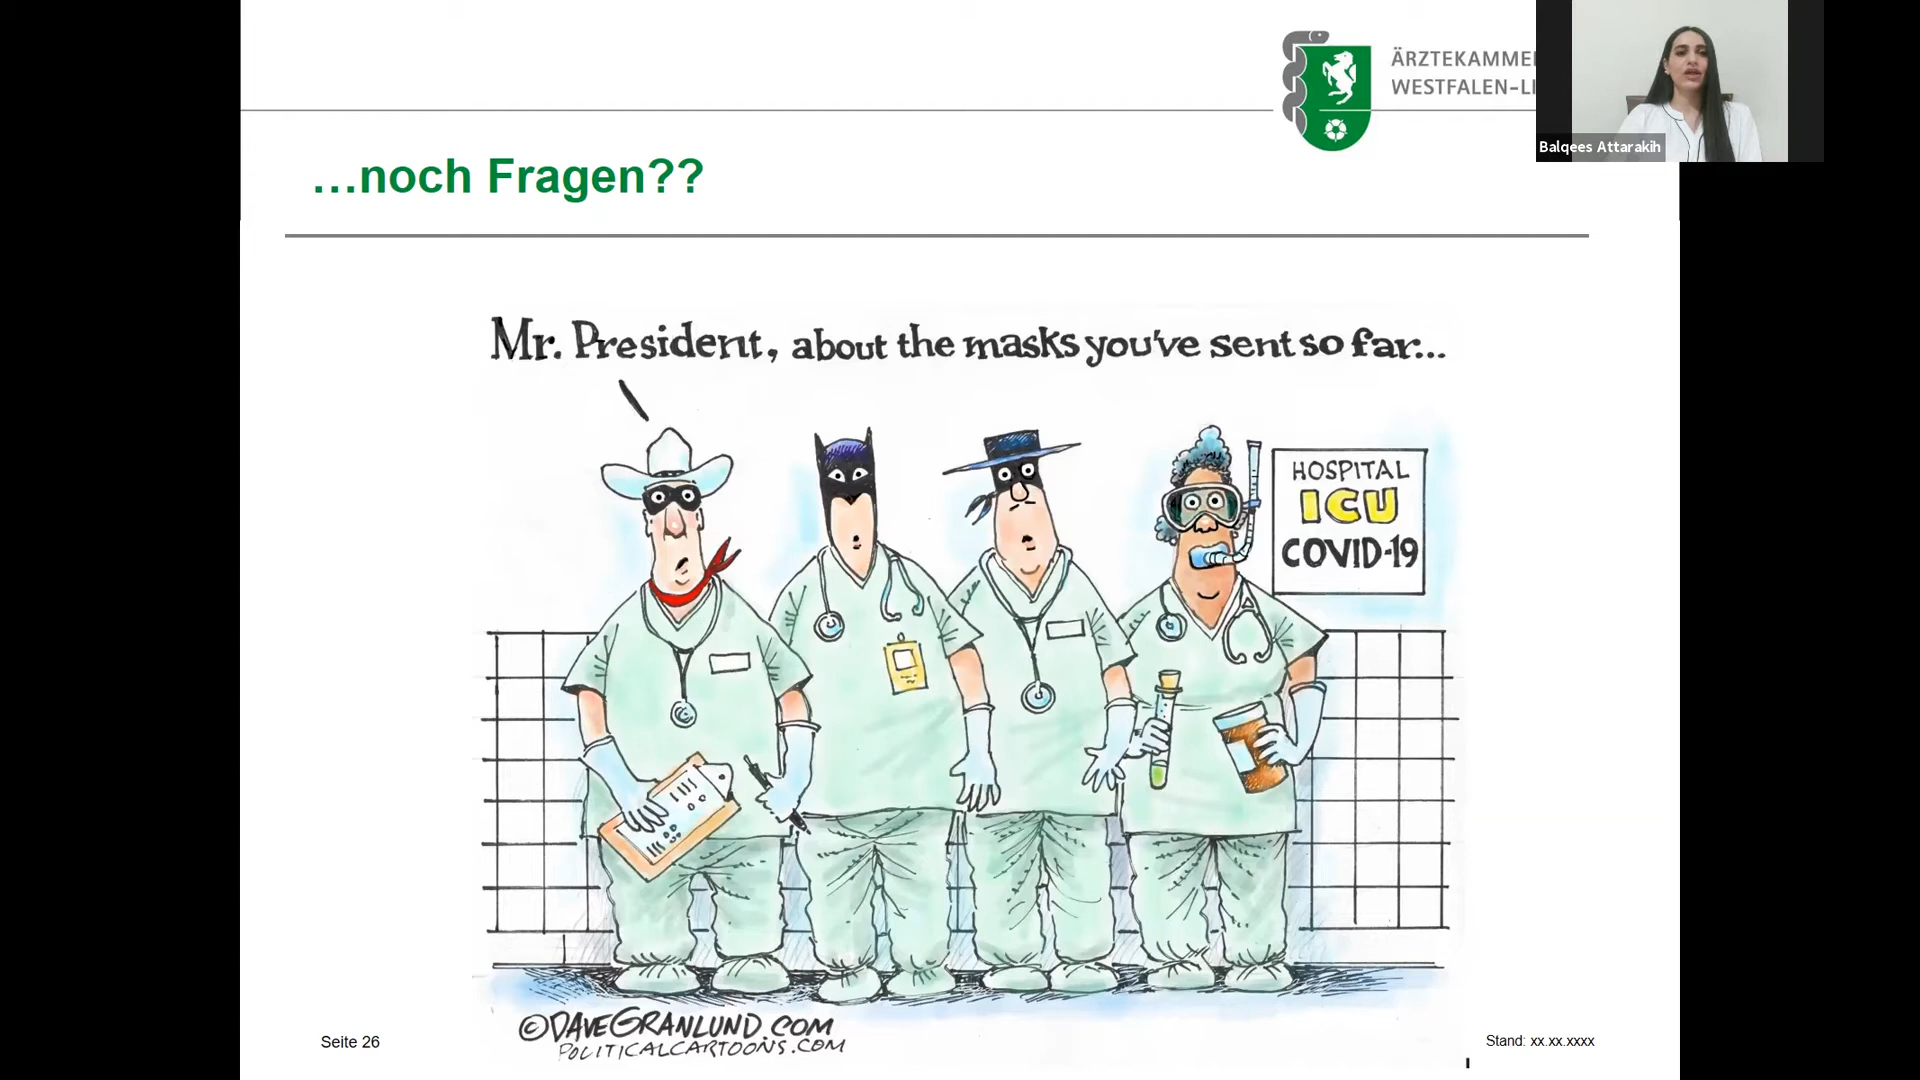 ÄRZTEKAMME
WESTFALEN-LI
Balqees Attarakih
...noch Fragen??
Mr. President, about the masks you've sent so far...
HOSPITAL
ICU
COVID-19
©DAVEGRANLUND.COM
POLITICALCARTOONS.COM
Seite 26
Stand: xx.xx.xxxx